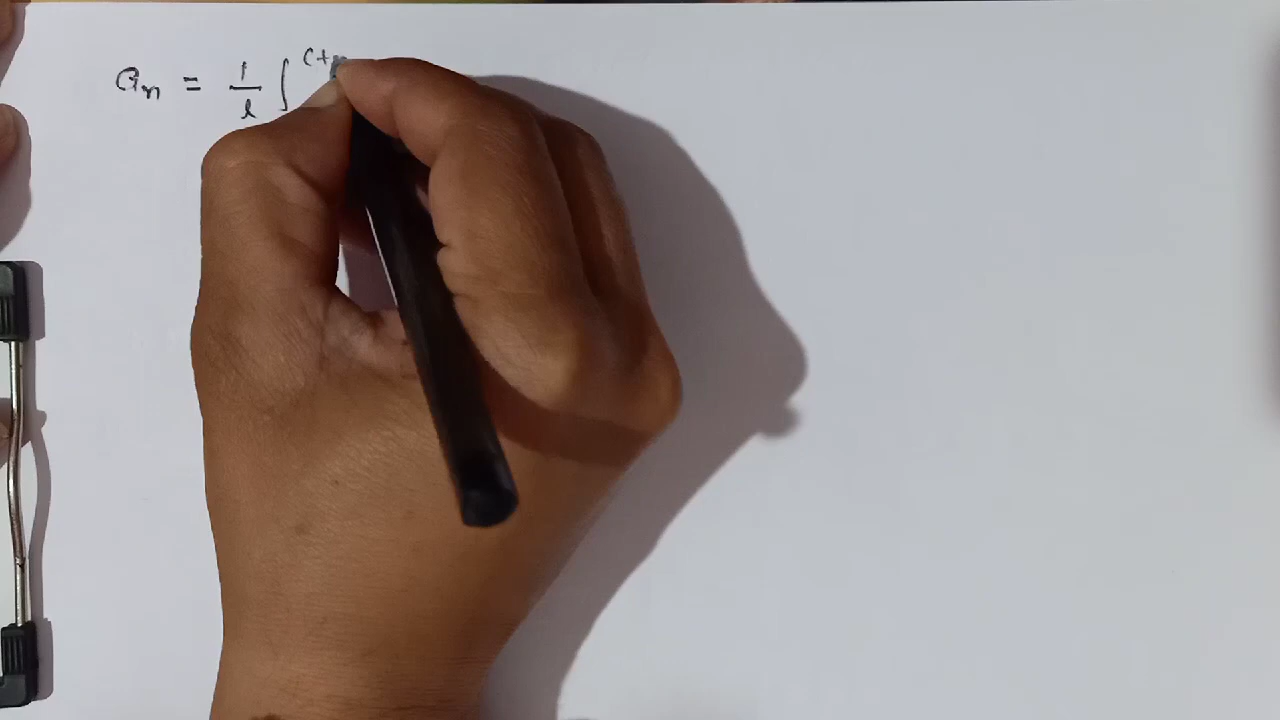 an = 1/l ∫ c+